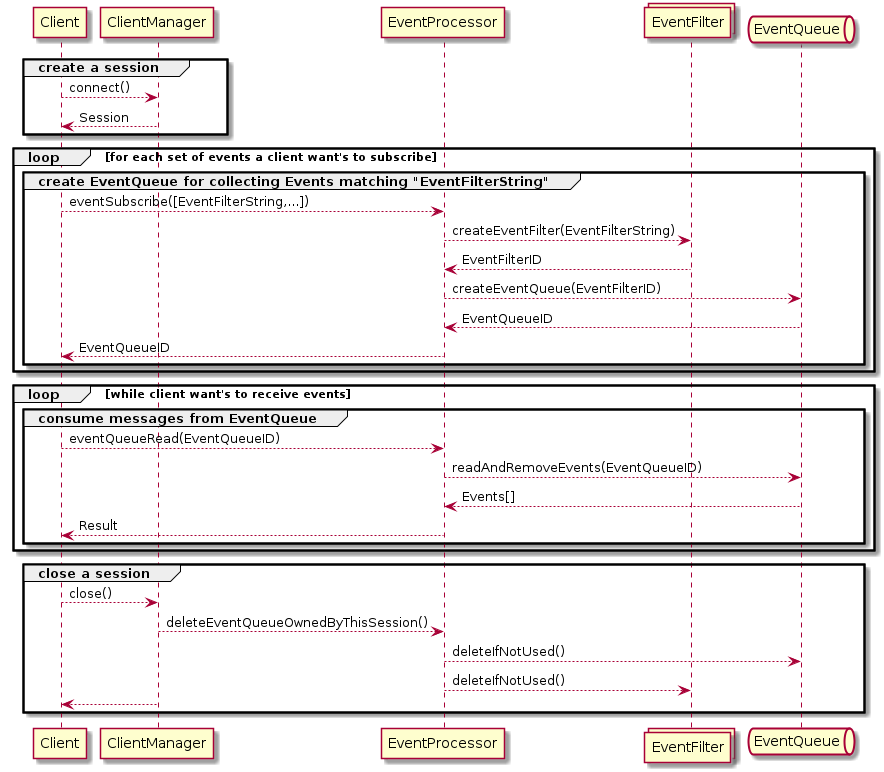 Client
ClientManager
EventProcessor
EventFilter
EventQueue
create a session
connect()
Session
loop
[for each set of events a client want's to subscribe]
create EventQueue for collecting Events matching "EventFilterString"
eventSubscribe([EventFilterString,...])
createEventFilter(EventFilterString)
EventFilterID
createEventQueue(EventFilterID)
EventQueueID
EventQueueID
loop
[while client want's to receive events]
consume messages from EventQueue
eventQueueRead(EventQueueID)
readAndRemoveEvents(EventQueueID)
Events[]
Result
close a session
close()
deleteEventQueueOwnedByThisSession()
deleteIfNotUsed()
deleteIfNotUsed()
Client
ClientManager
EventProcessor
EventFilter
EventQueue